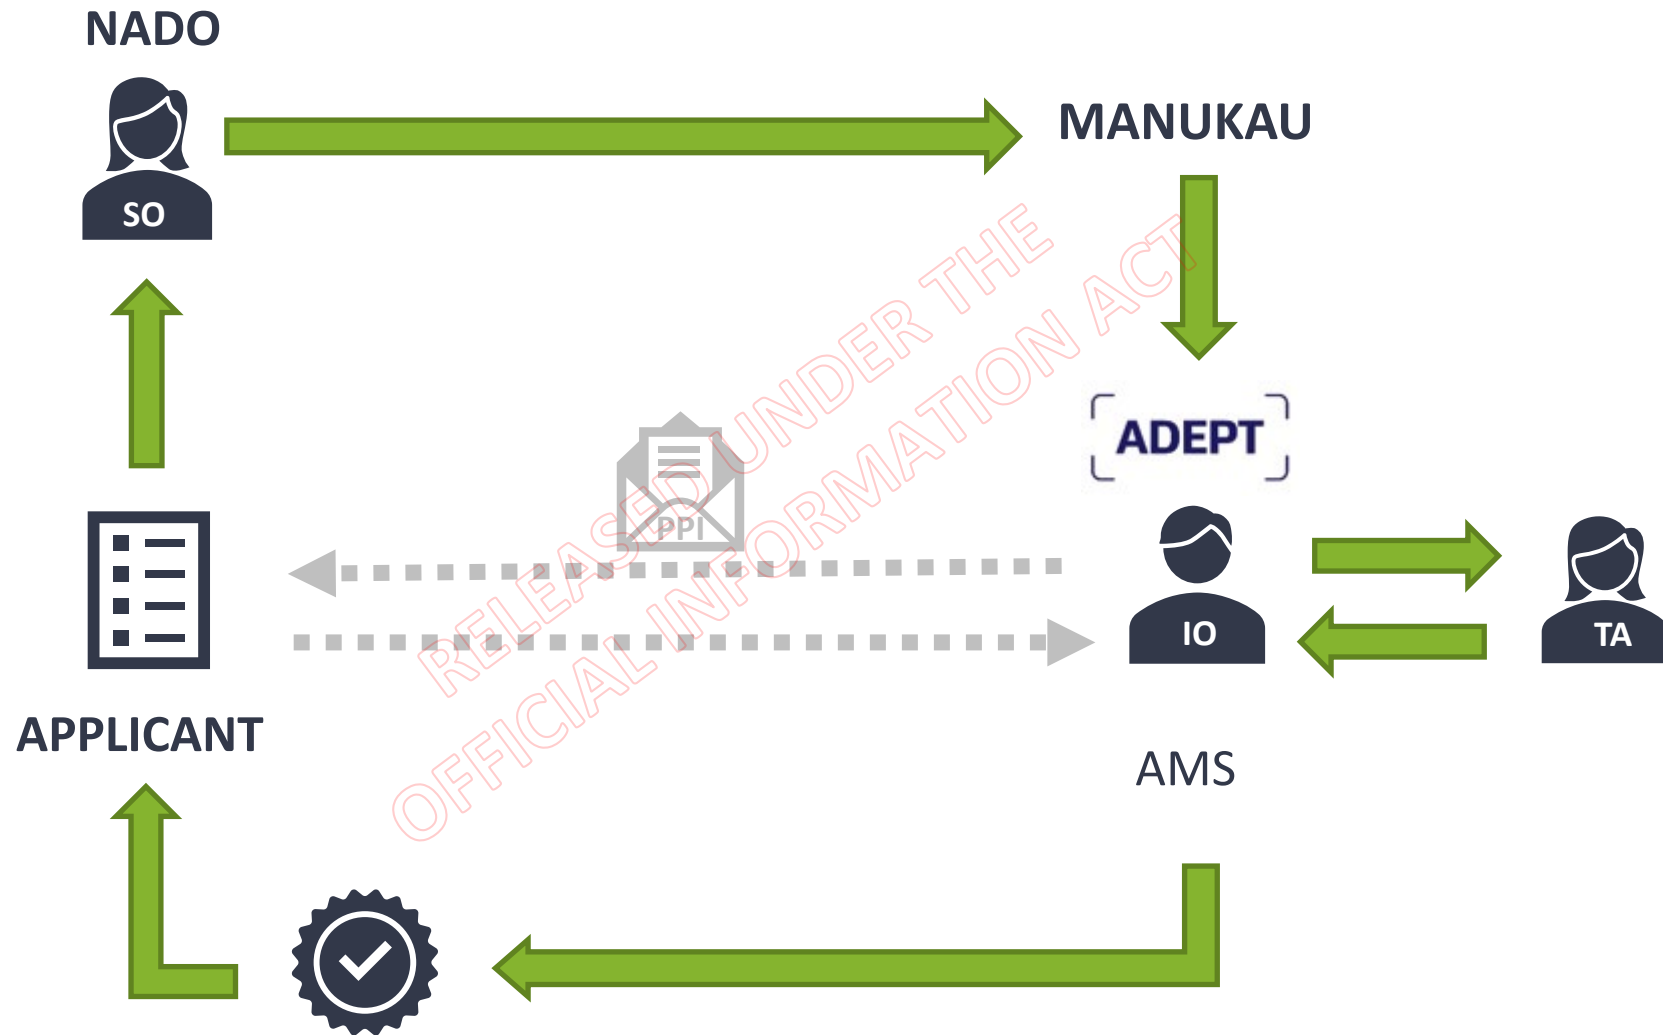 NADO
MANUKAU
SO
ADEPT
PPI
IO
TA
APPLICANT
AMS
RELEASED UNDER THE
OFFICIAL INFORMATION ACT